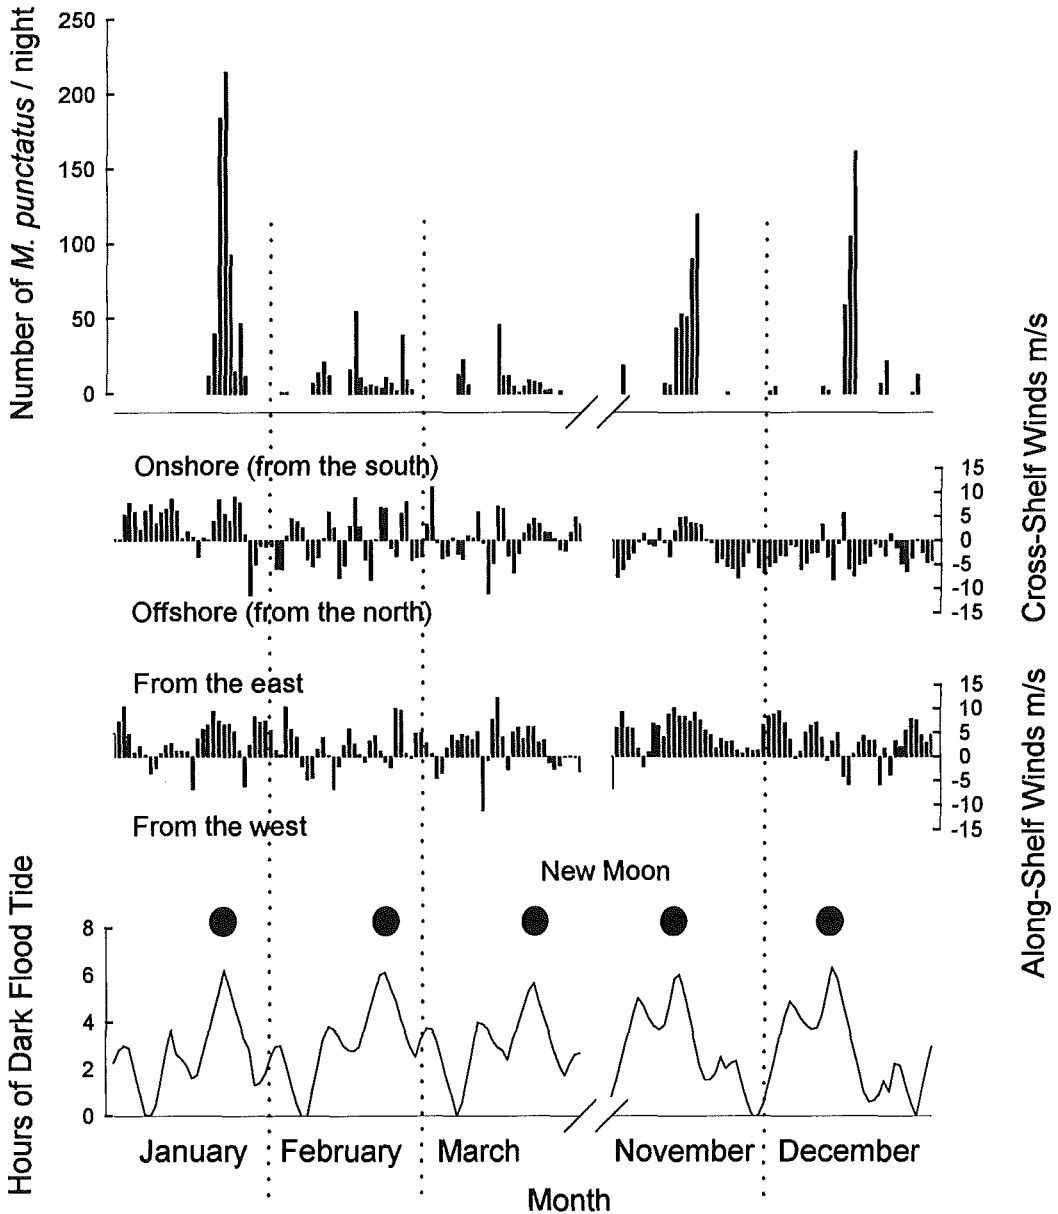 Number of M. punctatus / night
250
200
150
100
50
0
Cross-Shelf Winds m/s
Onshore (from the south)
Offshore (from the north)
15
10
5
0
-5
-10
-15
Along-Shelf Winds m/s
From the east
From the west
15
10
5
0
-5
-10
-15
New Moon
Hours of Dark Flood Tide
8
6
4
2
0
January February March November December
Month